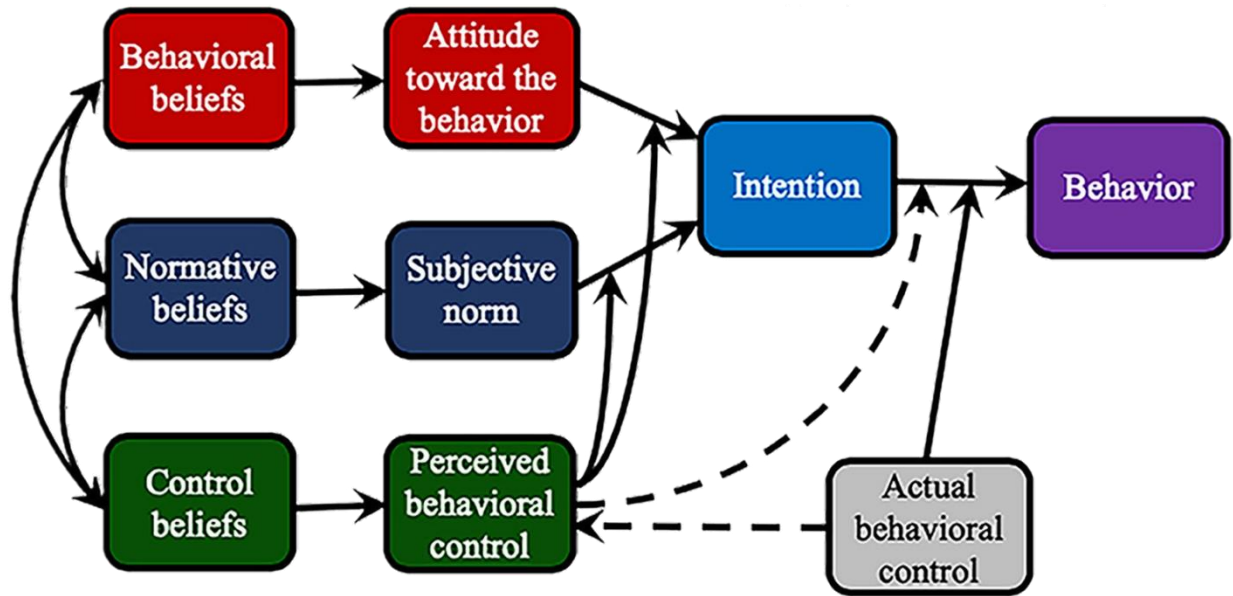 Behavioral
beliefs
Attitude
toward the
behavior
Normative
beliefs
Subjective
norm
Control
beliefs
Perceived
behavioral
control
Intention
Behavior
Actual
behavioral
control